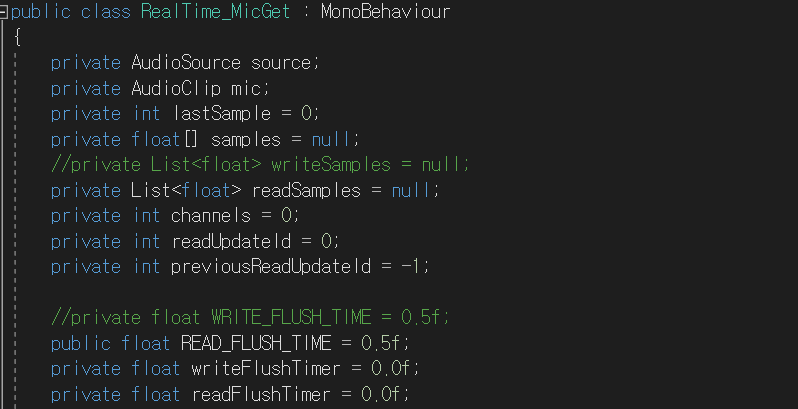 public class RealTime_MicGet : MonoBehaviour
{
private AudioSource source;
private AudioClip mic;
private int lastSample = 0;
private float[] samples = null;
//private List<float> writeSamples = null;
private List<float> readSamples = null;
private int channels = 0;
private int readUpdateId = 0;
private int previousReadUpdateId = -1;
//private float WRITE_FLUSH_TIME = 0.5f;
public float READ_FLUSH_TIME = 0.5f;
private float writeFlushTimer = 0.0f;
private float readFlushTimer = 0.0f;